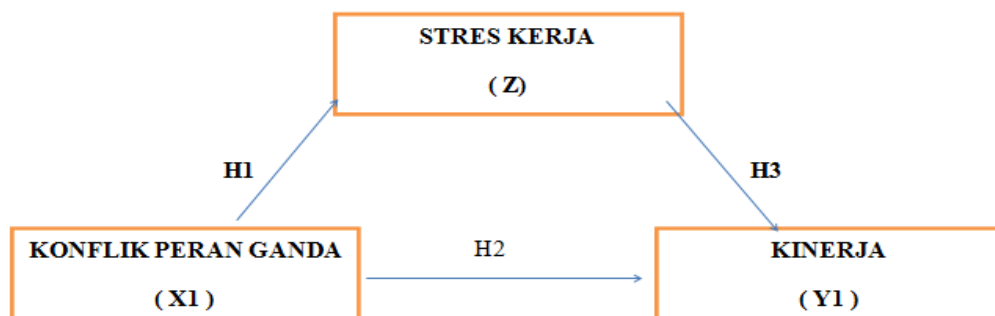 STRES KERJA
( Z)
H1
H3
KONFLIK PERAN GANDA
( X1 )
H2
KINERJA
( Y1 )